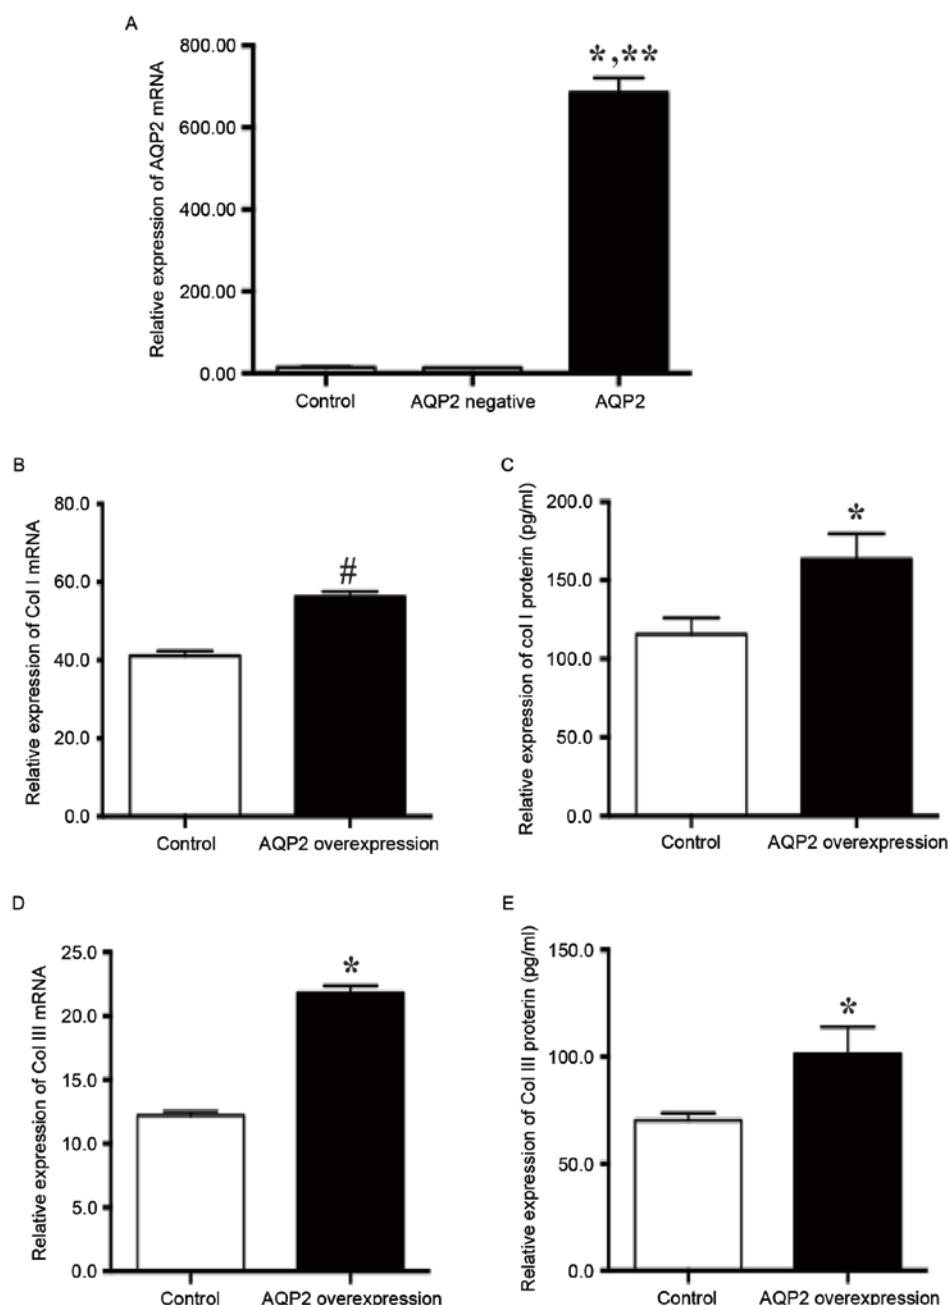 A
Relative expression of AQP2 mRNA
800.00
600.00
400.00
200.00
0.00
*,**
Control
AQP2 negative
AQP2
B
Relative expression of Col I mRNA
80.0
60.0
40.0
20.0
0.0
#
Control
AQP2 overexpression
C
Relative expression of col I proterin (pg/ml)
200.0
150.0
100.0
50.0
0.0
*
Control
AQP2 overexpression
D
Relative expression of Col III mRNA
25.0
20.0
15.0
10.0
5.0
0.0
*
Control
AQP2 overexpression
E
Relative expression of Col III proterin (pg/ml)
150.0
100.0
50.0
0.0
*
Control
AQP2 overexpression